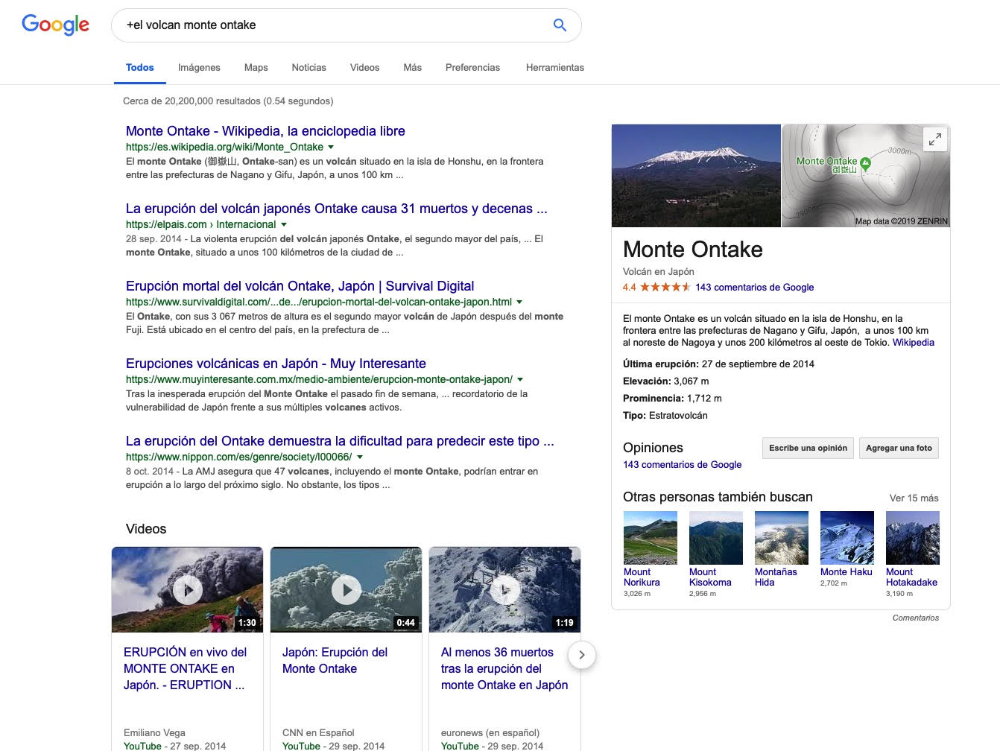 Google
+el volcan monte ontake
Todos
Imágenes
Maps
Noticias
Videos
Más
Preferencias
Herramientas
Cerca de 20,200,000 resultados (0.54 segundos)
Monte Ontake - Wikipedia, la enciclopedia libre
https://es.wikipedia.org/wiki/Monte_Ontake
El monte Ontake (御嶽山, Ontake-san) es un volcán situado en la isla de Honshu, en la frontera
entre las prefecturas de Nagano y Gifu, Japón, a unos 100 km ...
La erupción del volcán japonés Ontake causa 31 muertos y decenas ...
https://elpais.com › Internacional
28 sep. 2014 - La violenta erupción del volcán japonés Ontake, el segundo mayor del país, ... El
monte Ontake, situado a unos 100 kilómetros de la ciudad de ...
Erupción mortal del volcán Ontake, Japón | Survival Digital
https://www.survivaldigital.com/...de.../erupcion-mortal-del-volcan-ontake-japon.html
El Ontake, con sus 3 067 metros de altura es el segundo mayor volcán de Japón después del monte
Fuji. Está ubicado en el centro del país, en la prefectura de ...
Erupciones volcánicas en Japón - Muy Interesante
https://www.muyinteresante.com.mx/medio-ambiente/erupcion-monte-ontake-japon/
Tras la inesperada erupción del Monte Ontake el pasado fin de semana, ... recordatorio de la
vulnerabilidad de Japón frente a sus múltiples volcanes activos.
La erupción del Ontake demuestra la dificultad para predecir este tipo ...
https://www.nippon.com/es/genre/society/l00066/
8 oct. 2014 - La AMJ asegura que 47 volcanes, incluyendo el monte Ontake, podrían entrar en
erupción a lo largo del próximo siglo. No obstante, los tipos ...
Videos
1:30
0:44
1:19
ERUPCIÓN en vivo del
MONTE ONTAKE en
Japón. - ERUPTION ...
Emiliano Vega
YouTube - 27 sep. 2014
Japón: Erupción del
Monte Ontake
CNN en Español
YouTube - 29 sep. 2014
Al menos 36 muertos
tras la erupción del
monte Ontake en Japón
euronews (en español)
YouTube - 29 sep. 2014
3000m
Monte Ontake
御嶽山
2900m
Map data ©2019 ZENRIN
Monte Ontake
Volcán en Japón
4.4 143 comentarios de Google
El monte Ontake es un volcán situado en la isla de Honshu, en la
frontera entre las prefecturas de Nagano y Gifu, Japón, a unos 100 km
al noreste de Nagoya y unos 200 kilómetros al oeste de Tokio. Wikipedia
Última erupción: 27 de septiembre de 2014
Elevación: 3,067 m
Prominencia: 1,712 m
Tipo: Estratovolcán
Opiniones
Escribe una opinión
Agregar una foto
143 comentarios de Google
Otras personas también buscan
Ver 15 más
Mount
Norikura
3,026 m
Mount
Kisokoma
2,956 m
Montañas
Hida
Monte Haku
2,702 m
Mount
Hotakadake
3,190 m
Comentarios